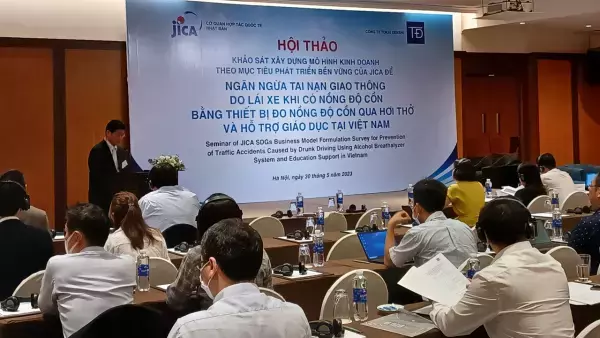 JICA
CƠ QUAN HỢP TÁC QUỐC TẾ
NHẬT BẢN
TĐ
HỘI THẢO
KHẢO SÁT XÂY DỰNG MÔ HÌNH KINH DOANH
THEO MỤC TIÊU PHÁT TRIỂN BỀN VỮNG CỦA JICA ĐỂ
NGĂN NGỪA TAI NẠN GIAO THÔNG
DO LÁI XE KHI CÓ NỒNG ĐỘ CỒN
BẰNG THIẾT BỊ ĐO NỒNG ĐỘ CỒN QUA HƠI THỞ
VÀ HỖ TRỢ GIÁO DỤC TẠI VIỆT NAM
Seminar of JICA SDGs Business Model Formulation Survey for Prevention
of Traffic Accidents Caused by Drunk Driving Using Alcohol Breathalyzer
System and Education Support in Vietnam
Hà Nội, ngày 30 tháng 5 năm 2023